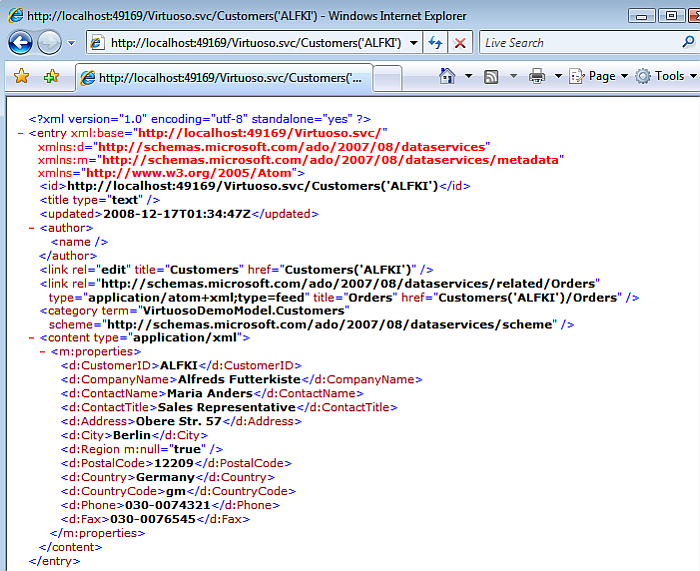 http://localhost:49169/Virtuoso.svc/Customers('ALFKI') - Windows Internet Explorer
http://localhost:49169/Virtuoso.svc/Customers('ALFKI')
Live Search
http://localhost:49169/Virtuoso.svc/Customers('...
Page
Tools
<?xml version="1.0" encoding="utf-8" standalone="yes" ?>
- <entry xml:base="http://localhost:49169/Virtuoso.svc/"
xmlns:d="http://schemas.microsoft.com/ado/2007/08/dataservices"
xmlns:m="http://schemas.microsoft.com/ado/2007/08/dataservices/metadata"
xmlns="http://www.w3.org/2005/Atom">
<id>http://localhost:49169/Virtuoso.svc/Customers('ALFKI')</id>
<title type="text" />
<updated>2008-12-17T01:34:47Z</updated>
- <author>
<name />
</author>
<link rel="edit" title="Customers" href="Customers('ALFKI')" />
<link rel="http://schemas.microsoft.com/ado/2007/08/dataservices/related/Orders"
type="application/atom+xml;type=feed" title="Orders" href="Customers('ALFKI')/Orders" />
<category term="VirtuosoDemoModel.Customers"
scheme="http://schemas.microsoft.com/ado/2007/08/dataservices/scheme" />
- <content type="application/xml">
- <m:properties>
<d:CustomerID>ALFKI</d:CustomerID>
<d:CompanyName>Alfreds Futterkiste</d:CompanyName>
<d:ContactName>Maria Anders</d:ContactName>
<d:ContactTitle>Sales Representative</d:ContactTitle>
<d:Address>Obere Str. 57</d:Address>
<d:City>Berlin</d:City>
<d:Region m:null="true" />
<d:PostalCode>12209</d:PostalCode>
<d:Country>Germany</d:Country>
<d:CountryCode>gm</d:CountryCode>
<d:Phone>030-0074321</d:Phone>
<d:Fax>030-0076545</d:Fax>
</m:properties>
</content>
</entry>